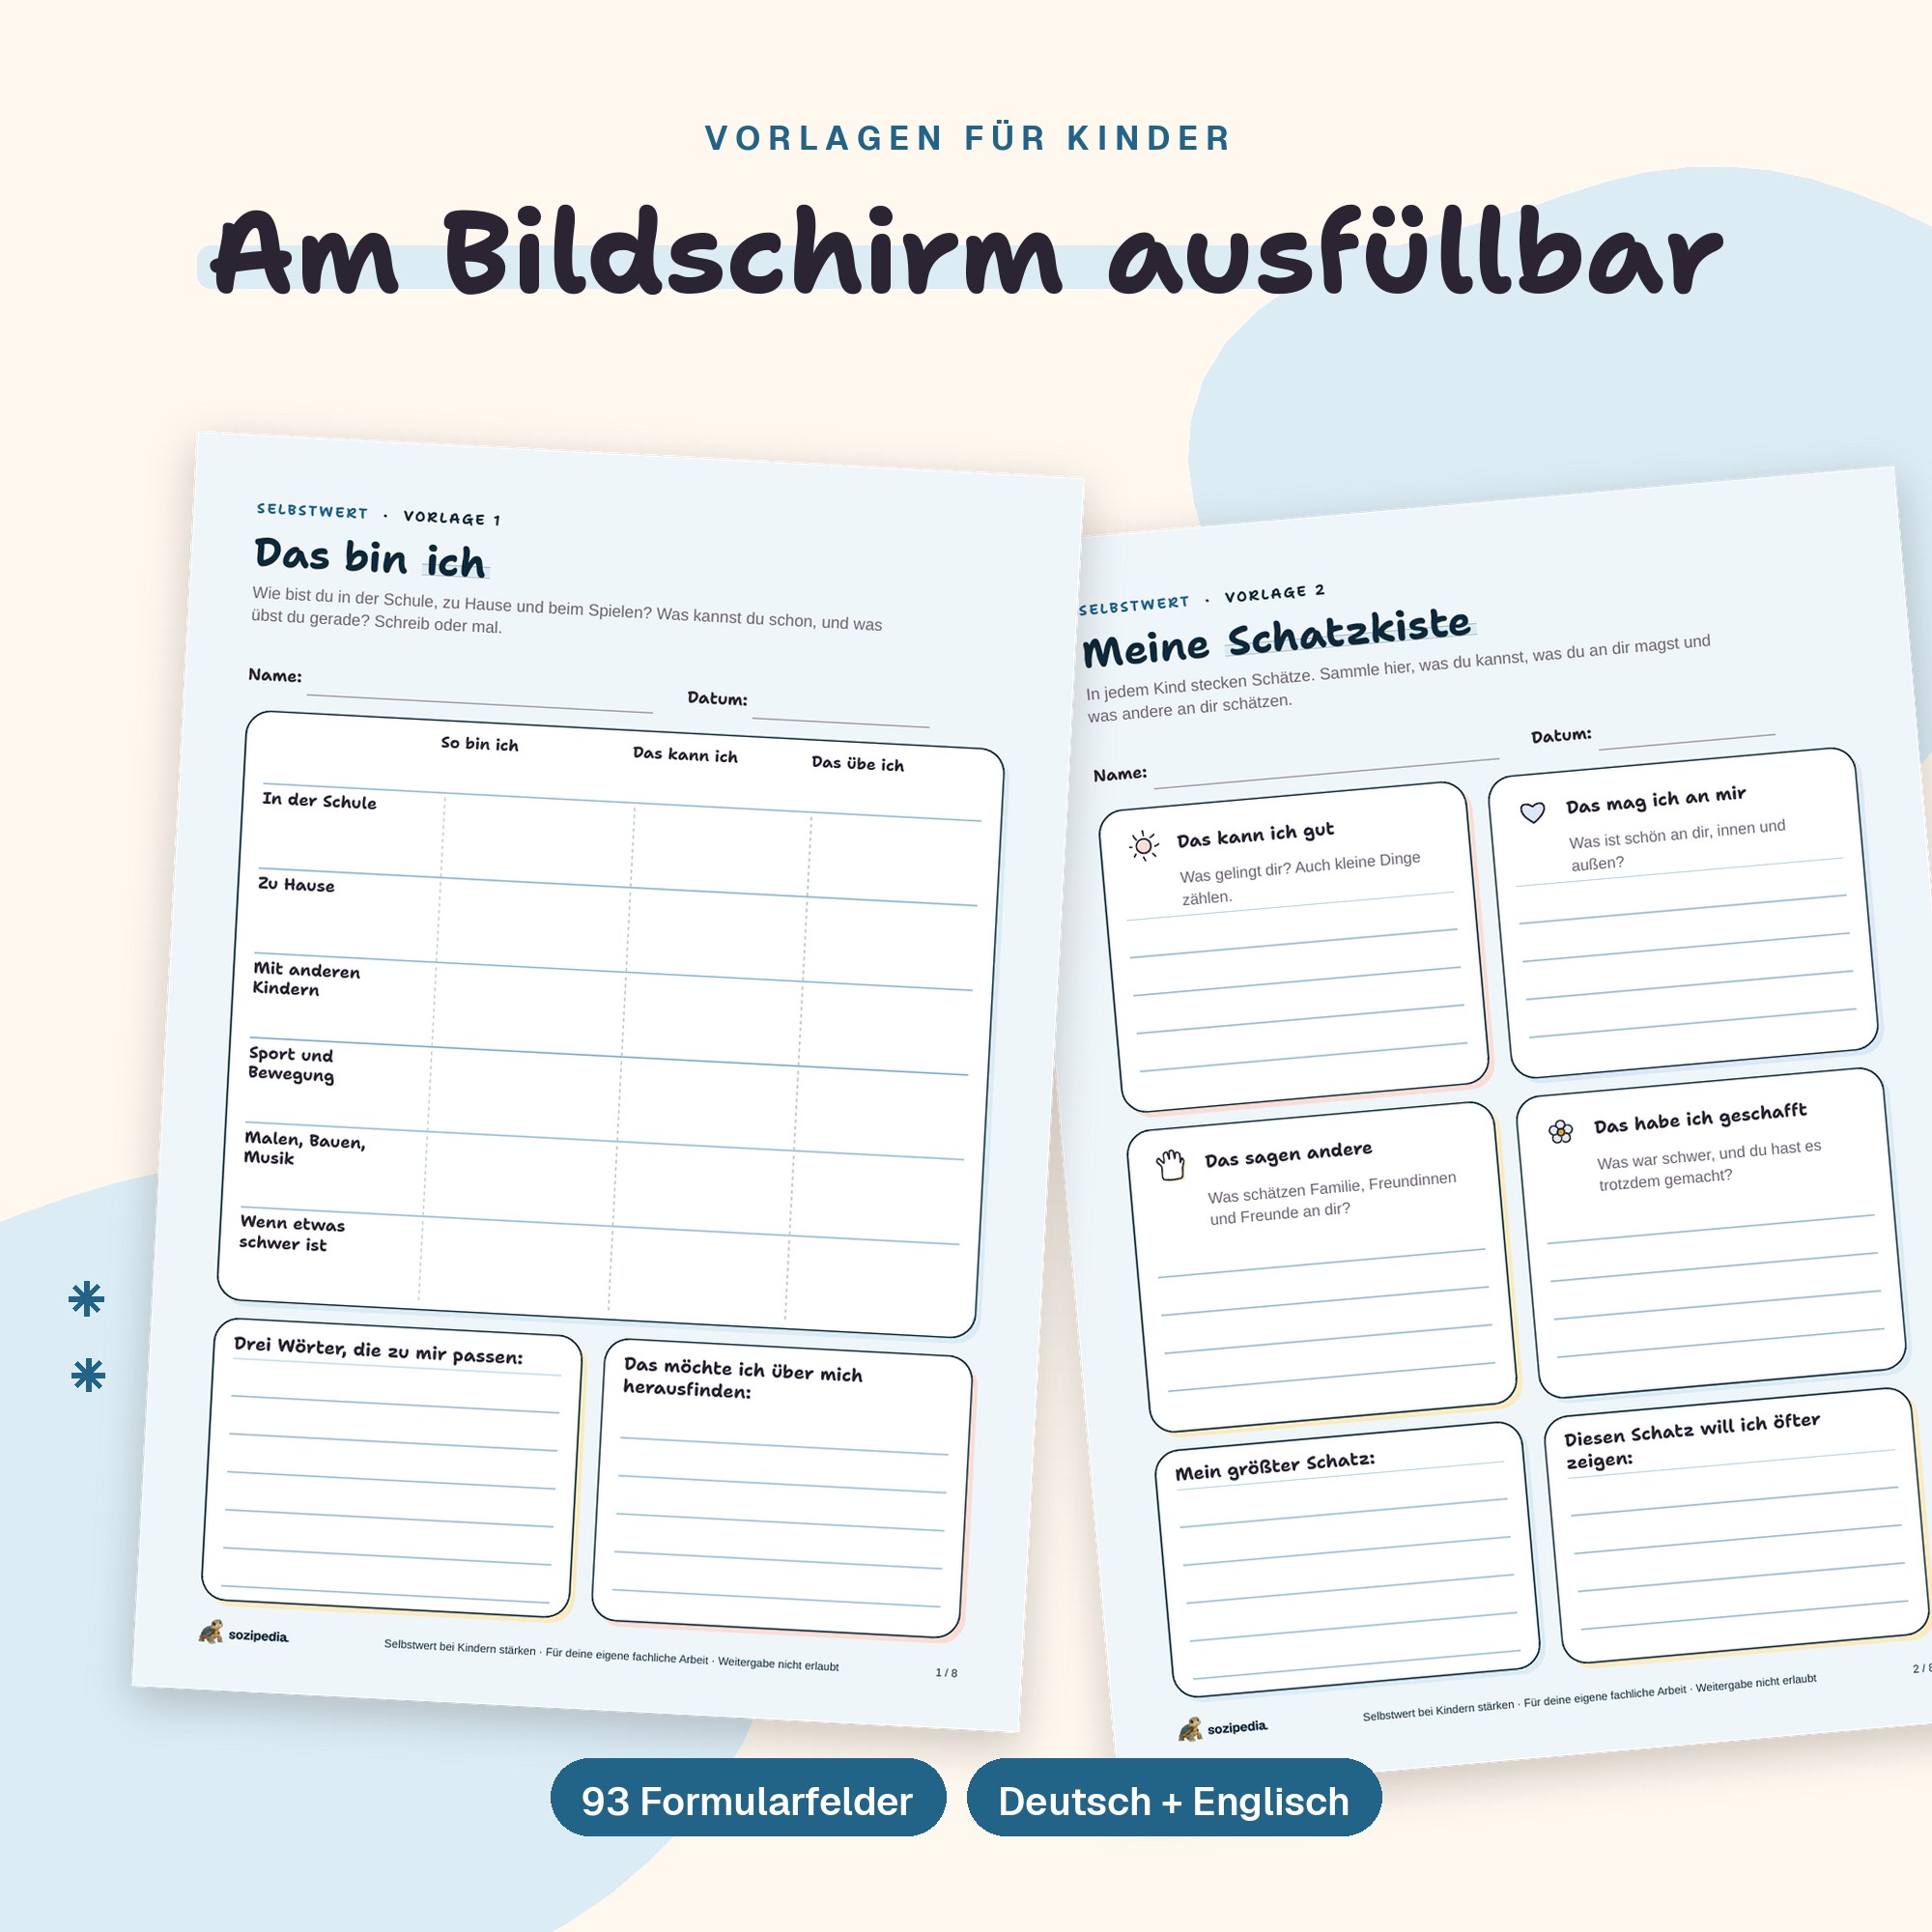 VORLAGEN FÜR KINDER
Am Bildschirm ausfüllbar
SELBSTWERT · VORLAGE 1
Das bin ich
Wie bist du in der Schule, zu Hause und beim Spielen? Was kannst du schon, und was
übst du gerade? Schreib oder mal.
Name:
Datum:
So bin ich
Das kann ich
Das übe ich
In der Schule
Zu Hause
Mit anderen
Kindern
Sport und
Bewegung
Malen, Bauen,
Musik
Wenn etwas
schwer ist
Drei Wörter, die zu mir passen:
Das möchte ich über mich
herausfinden:
sozipedia.
Selbstwert bei Kindern stärken · Für deine eigene fachliche Arbeit · Weitergabe nicht erlaubt
1 / 8
SELBSTWERT · VORLAGE 2
Meine Schatzkiste
In jedem Kind stecken Schätze. Sammle hier, was du kannst, was du an dir magst und
was andere an dir schätzen.
Name:
Datum:
Das kann ich gut
Was gelingt dir? Auch kleine Dinge
zählen.
Das mag ich an mir
Was ist schön an dir, innen und
außen?
Das sagen andere
Was schätzen Familie, Freundinnen
und Freunde an dir?
Das habe ich geschafft
Was war schwer, und du hast es
trotzdem gemacht?
Mein größter Schatz:
Diesen Schatz will ich öfter
zeigen:
sozipedia.
Selbstwert bei Kindern stärken · Für deine eigene fachliche Arbeit · Weitergabe nicht erlaubt
2 / 8
93 Formularfelder
Deutsch + Englisch